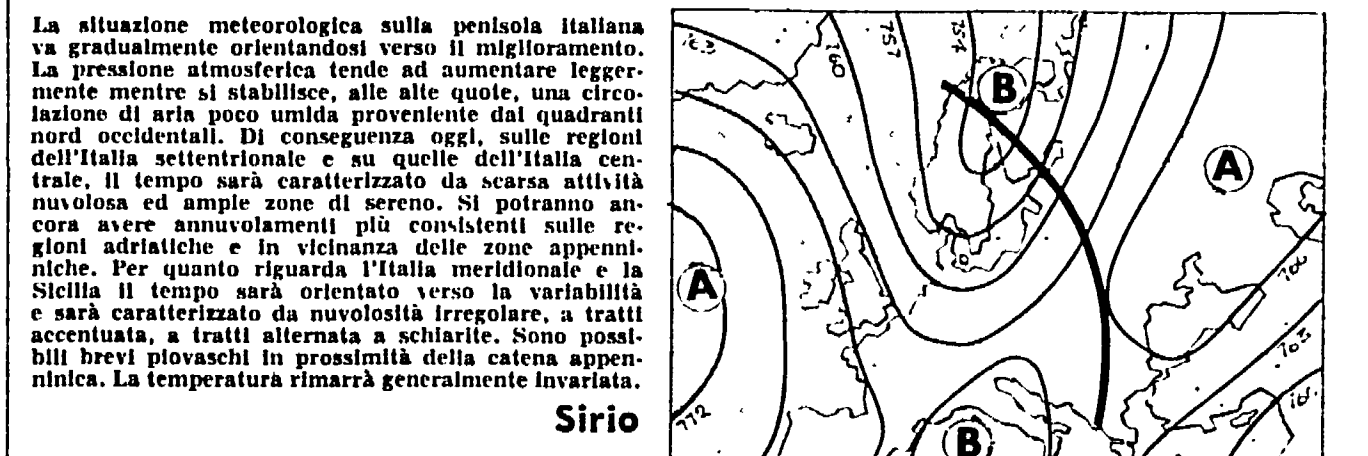 La situazione meteorologica sulla penisola italiana
va gradualmente orientandosi verso il miglioramento.
La pressione atmosferica tende ad aumentare legger-
mente mentre si stabilisce, alle alte quote, una circo-
lazione di aria poco umida proveniente dai quadranti
nord occidentali. Di conseguenza oggi, sulle regioni
dell'Italia settentrionale e su quelle dell'Italia cen-
trale, il tempo sarà caratterizzato da scarsa attività
nuvolosa ed ampie zone di sereno. Si potranno an-
cora avere annuvolamenti più consistenti sulle re-
gioni adriatiche e in vicinanza delle zone appenni-
niche. Per quanto riguarda l'Italia meridionale e la
Sicilia il tempo sarà orientato verso la variabilità
e sarà caratterizzato da nuvolosità irregolare, a tratti
accentuata, a tratti alternata a schiarite. Sono possi-
bili brevi piovaschi in prossimità della catena appen-
ninica. La temperatura rimarrà generalmente invariata.
Sirio
760
757
754
B
A
A
772
763
B